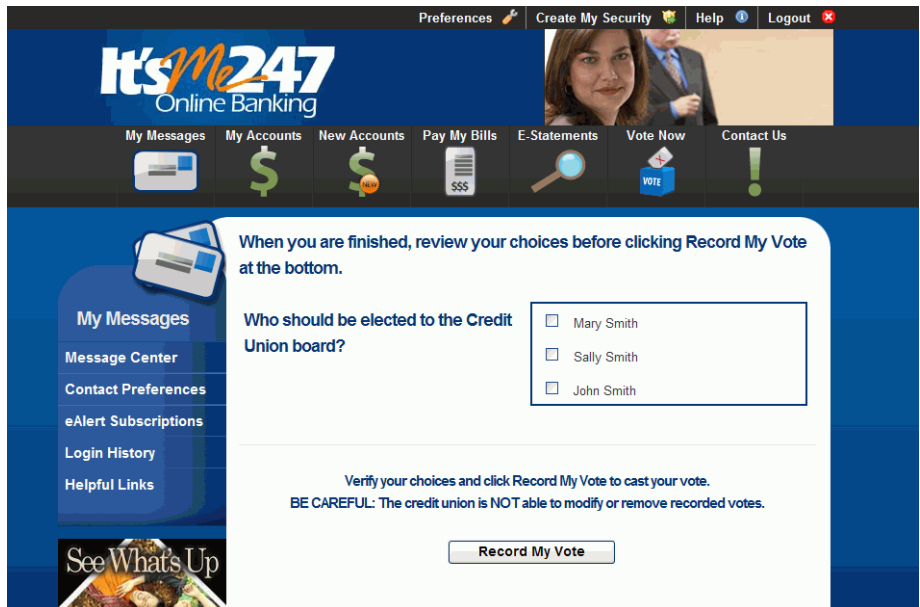 Preferences Create My Security Help Logout
It'sMe247
Online Banking
My Messages My Accounts New Accounts Pay My Bills E-Statements Vote Now Contact Us
NEW $$$ VOTE
When you are finished, review your choices before clicking Record My Vote
at the bottom.
My Messages
Message Center
Contact Preferences
eAlert Subscriptions
Login History
Helpful Links
See What's Up
Who should be elected to the Credit
Union board?
Mary Smith
Sally Smith
John Smith
Verify your choices and click Record My Vote to cast your vote.
BE CAREFUL: The credit union is NOT able to modify or remove recorded votes.
Record My Vote